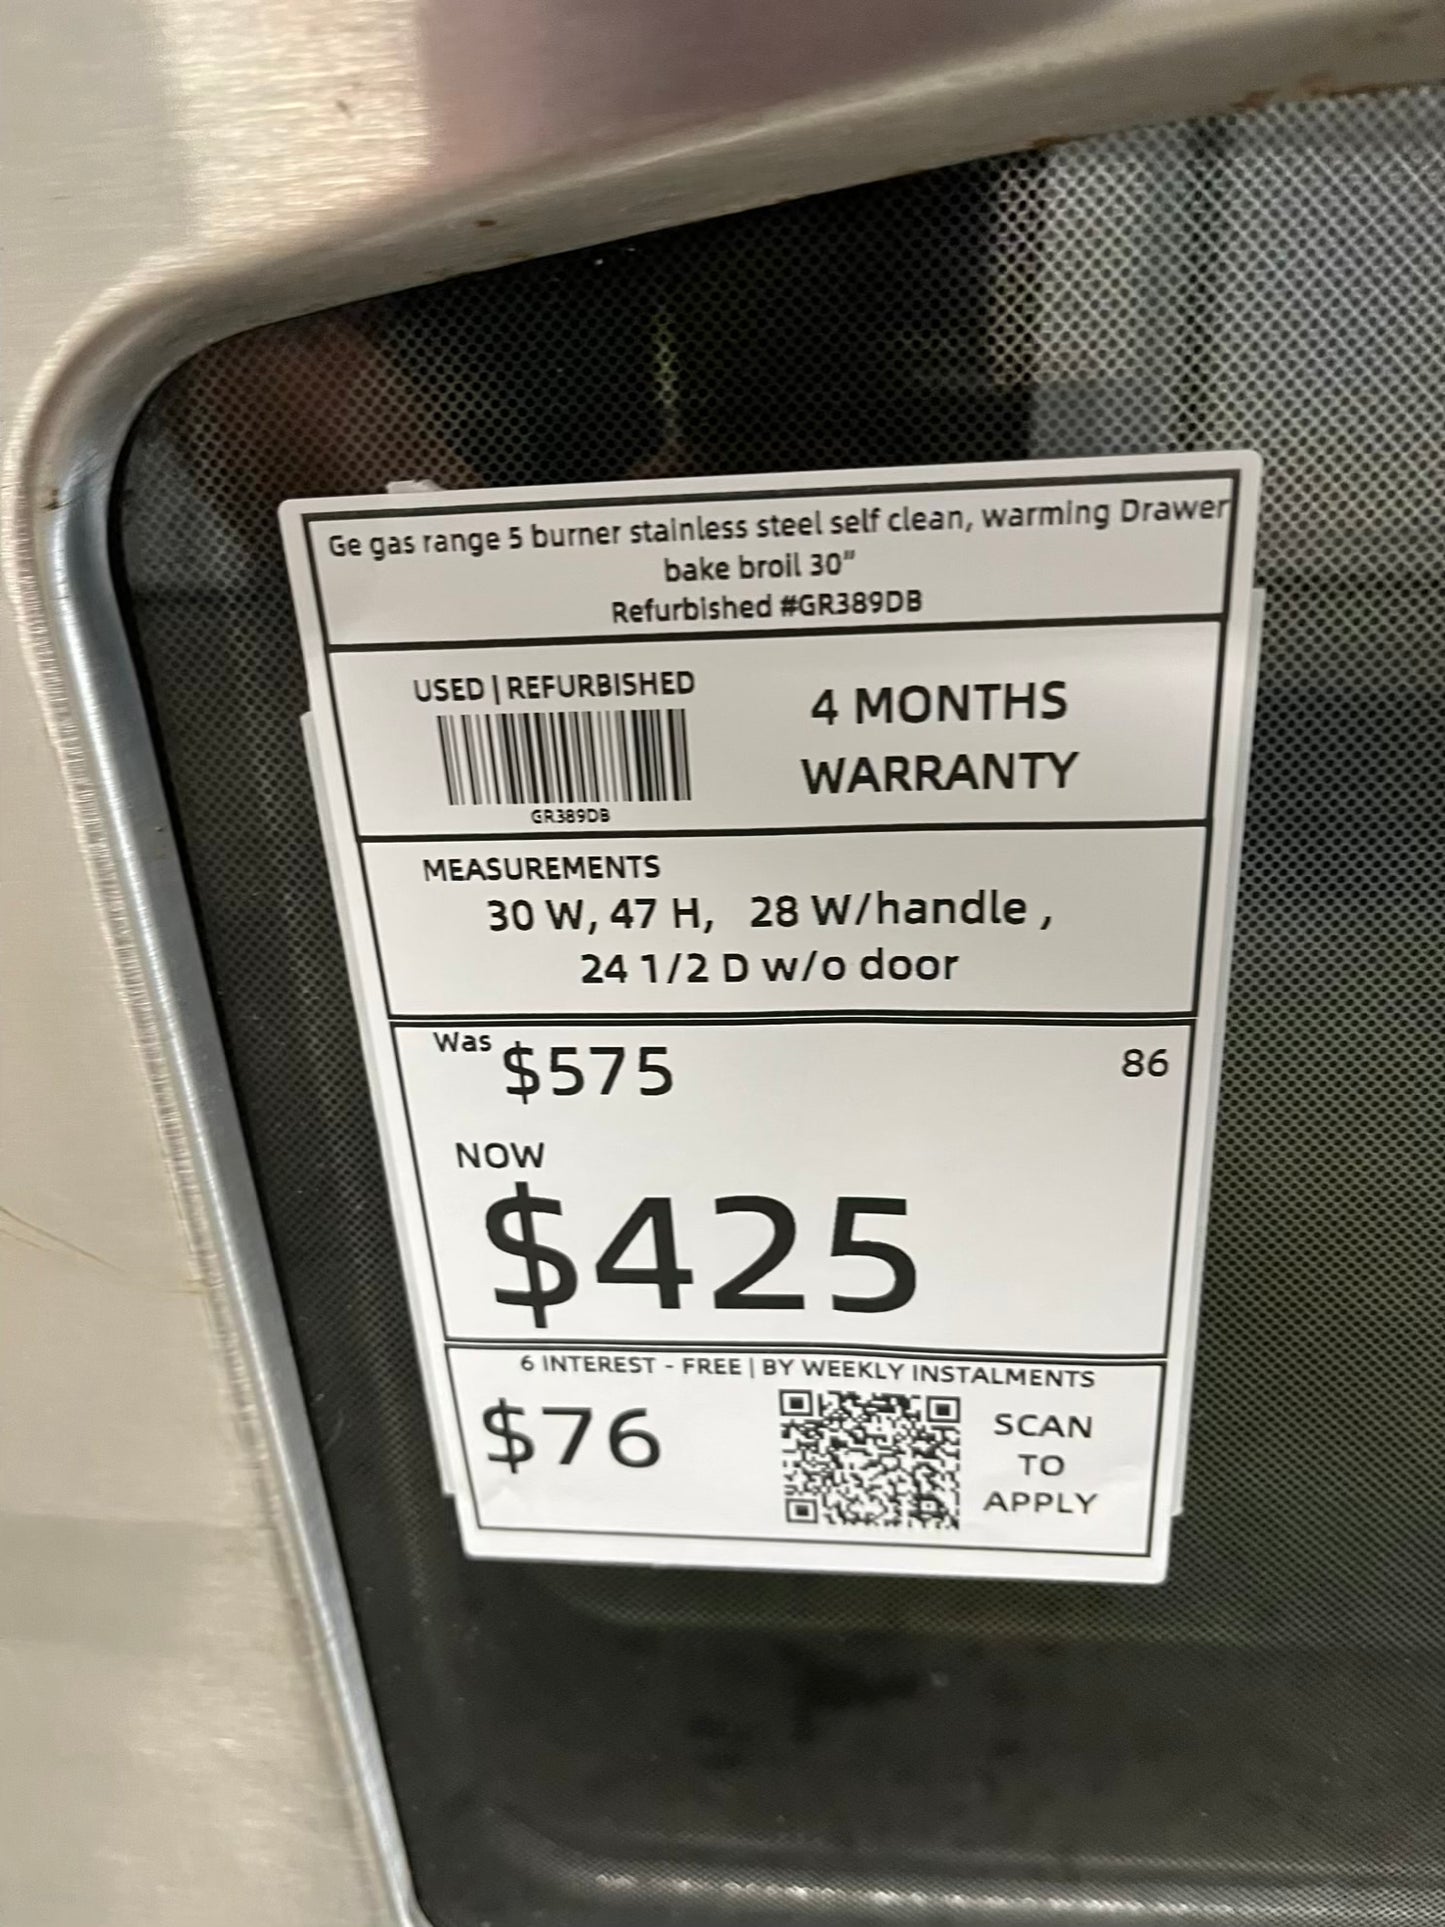 Ge gas range 5 burner stainless steel self clean, warming Drawer
bake broil 30"
Refurbished #GR389DB
USED | REFURBISHED
GR389DB
4 MONTHS
WARRANTY
MEASUREMENTS
30 W, 47 H, 28 W/handle ,
24 1/2 D w/o door
Was $575
86
NOW
$425
6 INTEREST - FREE | BY WEEKLY INSTALMENTS
$76
SCAN
TO
APPLY